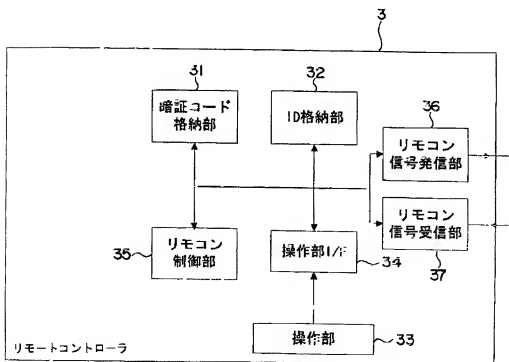 3
31
32
暗証コード
格納部
ID格納部
36
リモコン
信号発信部
リモコン
信号受信部
37
35
リモコン
制御部
操作部I/F
34
操作部
33
リモートコントローラ